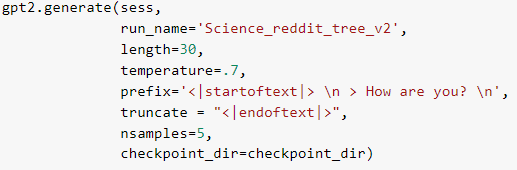 gpt2.generate(sess,
run_name='Science_reddit_tree_v2',
length=30,
temperature=.7,
prefix='<|startoftext|> \n > How are you? \n',
truncate = "<|endoftext|>",
nsamples=5,
checkpoint_dir=checkpoint_dir)